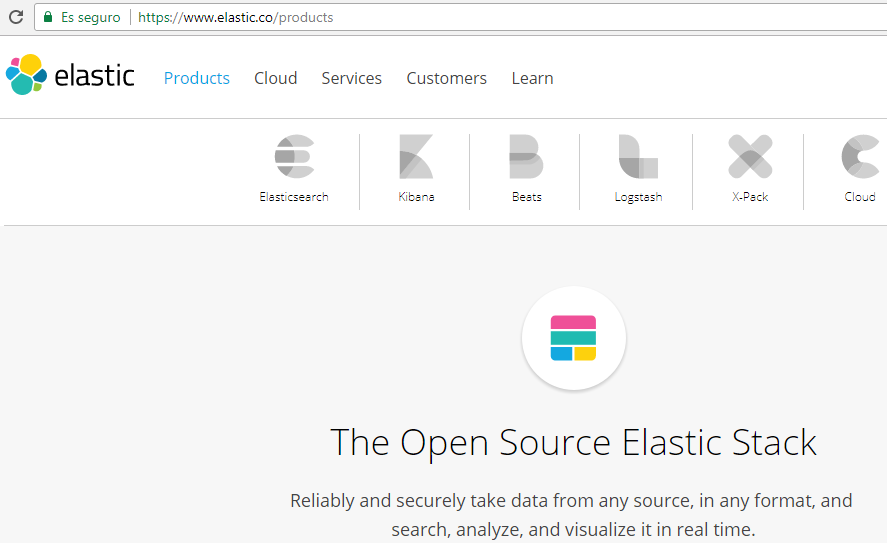 Es seguro https://www.elastic.co/products
elastic Products Cloud Services Customers Learn
Elasticsearch Kibana Beats Logstash X-Pack Cloud
The Open Source Elastic Stack
Reliably and securely take data from any source, in any format, and
search, analyze, and visualize it in real time.